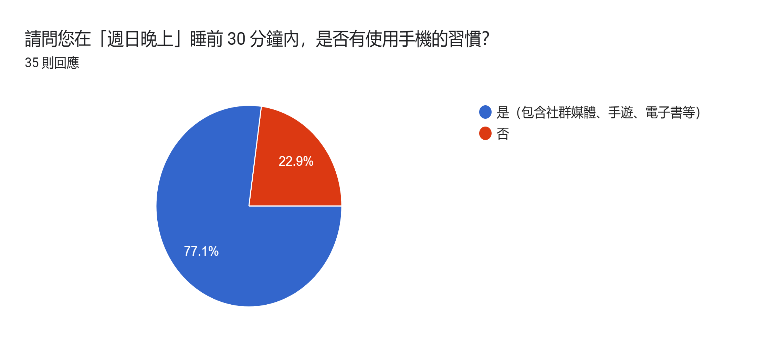 請問您在「週日晚上」睡前 30 分鐘內，是否有使用手機的習慣?
35 則回應
是（包含社群媒體、手遊、電子書等）
否
22.9%
77.1%